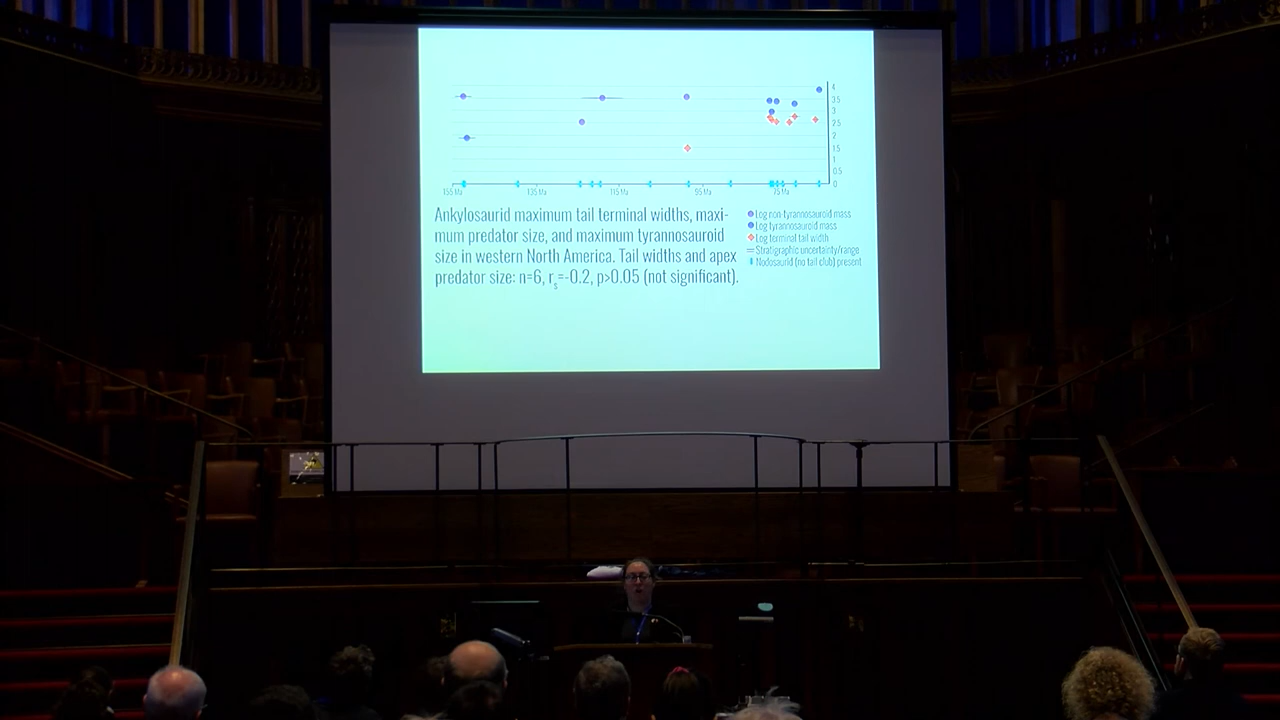 4
3.5
3
2.5
2
1.5
1
0.5
0
155 Ma 135 Ma 115 Ma 95 Ma 75 Ma
Ankylosaurid maximum tail terminal widths, maxi-
mum predator size, and maximum tyrannosauroid
size in western North America. Tail widths and apex
predator size: n=6, rs=-0.2, p>0.05 (not significant).
Log non-tyrannosauroid mass
Log tyrannosauroid mass
Log terminal tail width
Stratigraphic uncertainty/range
Nodosaurid (no tail club) present